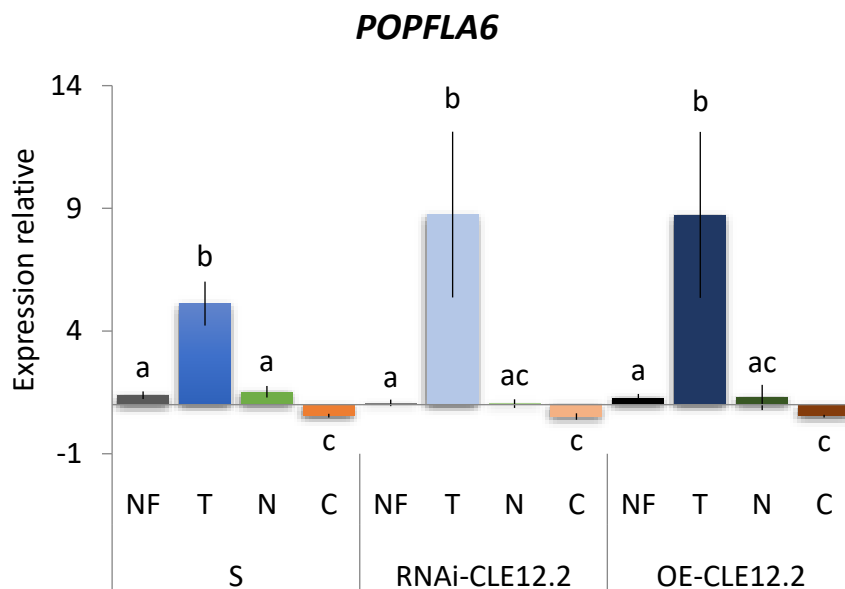 POPFLA6
Expression relative
14
9
4
-1
a b a c
a b ac c
a b ac c
NF T N C NF T N C NF T N C
S RNAi-CLE12.2 OE-CLE12.2